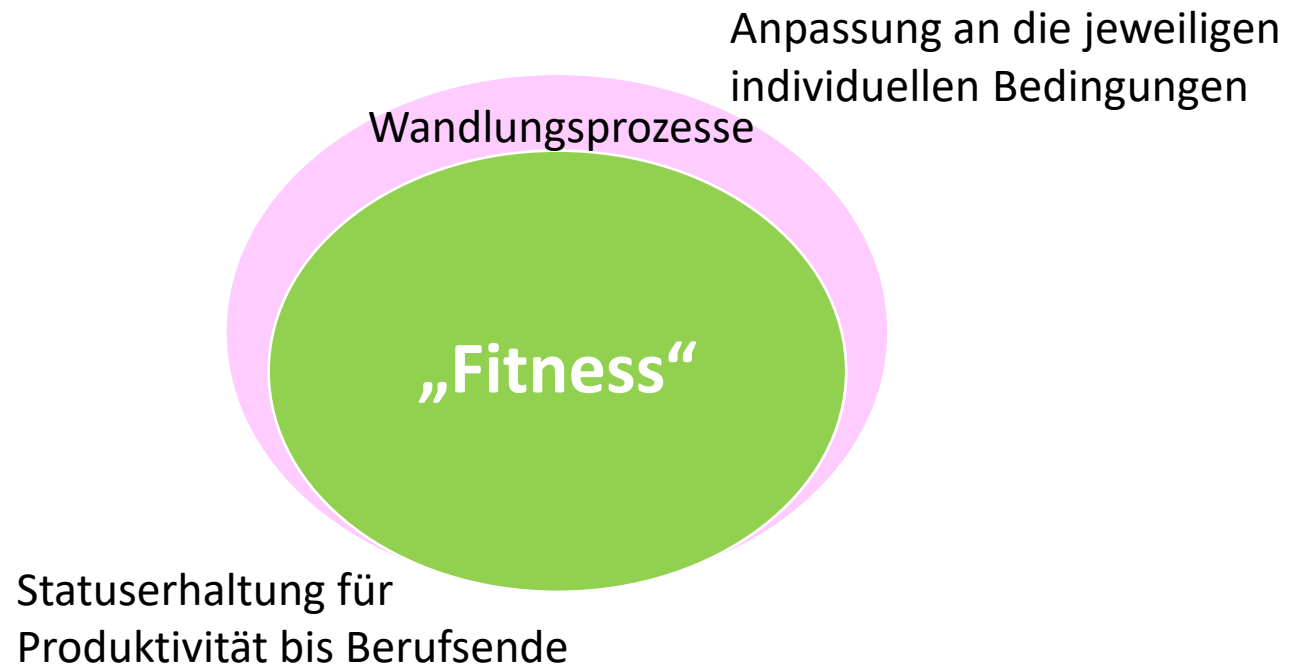 Anpassung an die jeweiligen
individuellen Bedingungen
Wandlungsprozesse
„Fitness“
Statuserhaltung für
Produktivität bis Berufsende